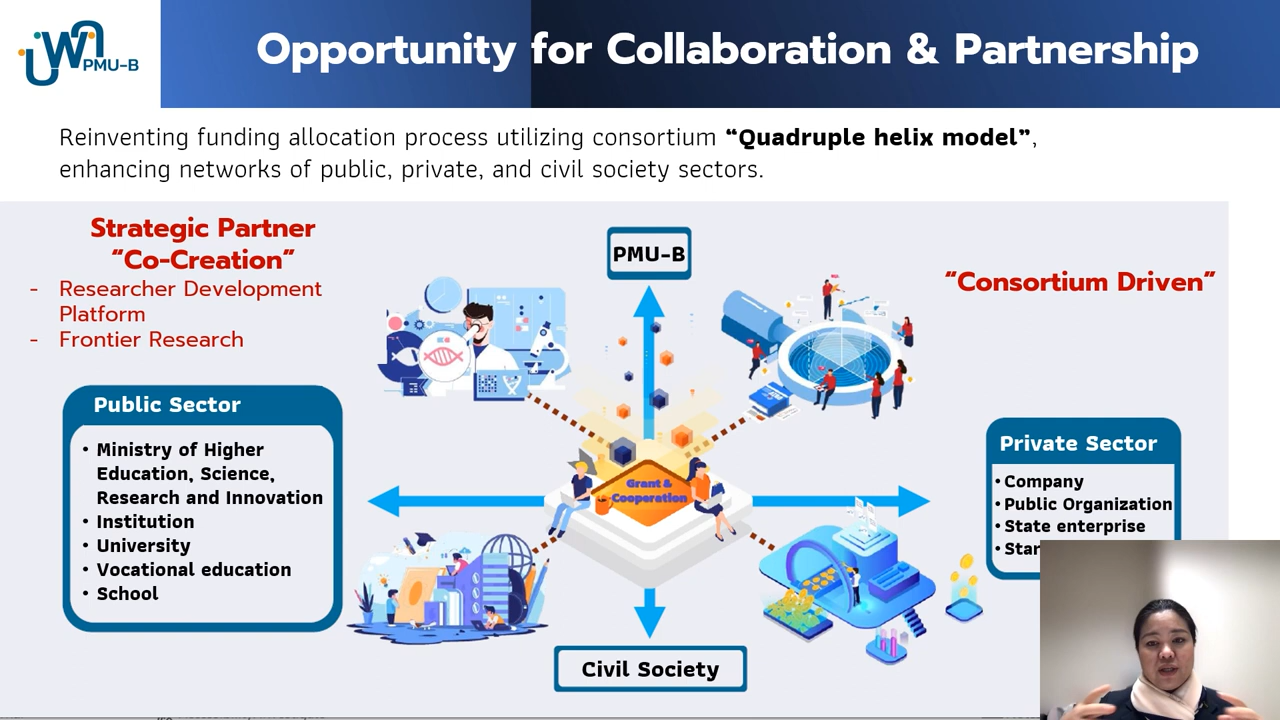 PMU-B
Opportunity for Collaboration & Partnership
Reinventing funding allocation process utilizing consortium “Quadruple helix model”,
enhancing networks of public, private, and civil society sectors.
Strategic Partner
“Co-Creation”
- Researcher Development
Platform
- Frontier Research
PMU-B
“Consortium Driven”
Public Sector
• Ministry of Higher
Education, Science,
Research and Innovation
• Institution
• University
• Vocational education
• School
Grant &
Cooperation
Private Sector
• Company
• Public Organization
• State enterprise
Civil Society